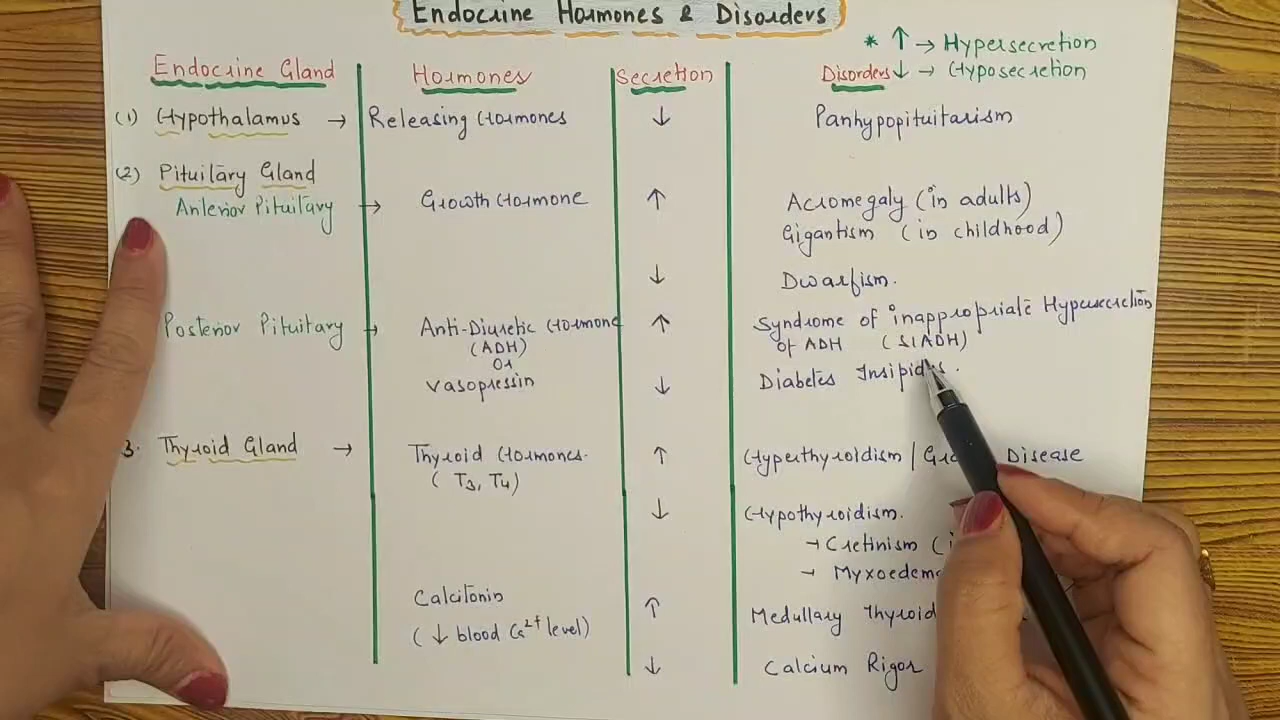 Endocrine Hormones & Disorders
* ↑ → Hypersecretion
Endocrine Gland Hormones Secretion Disorders ↓ → Hyposecretion
(1) Hypothalamus → Releasing Hormones ↓ Panhypopituitarism
(2) Pituitary Gland
Anterior Pituitary → Growth Hormone ↑ Acromegaly (in adults)
Gigantism (in childhood)
↓ Dwarfism.
Posterior Pituitary → Anti-Diuretic Hormone ↑ Syndrome of inappropriate Hypersecretion
(ADH) of ADH (SIADH)
Or
Vasopressin ↓ Diabetes Insipidus.
3. Thyroid Gland → Thyroid Hormones. ↑ Hyperthyroidism / Disease
(T3, T4)
↓ Hypothyroidism.
→ Cretinism (
→ Myxoedema
Calcitonin ↑ Medullary Thyroid
(↓ blood Ca2+ level)
↓ Calcium Rigor